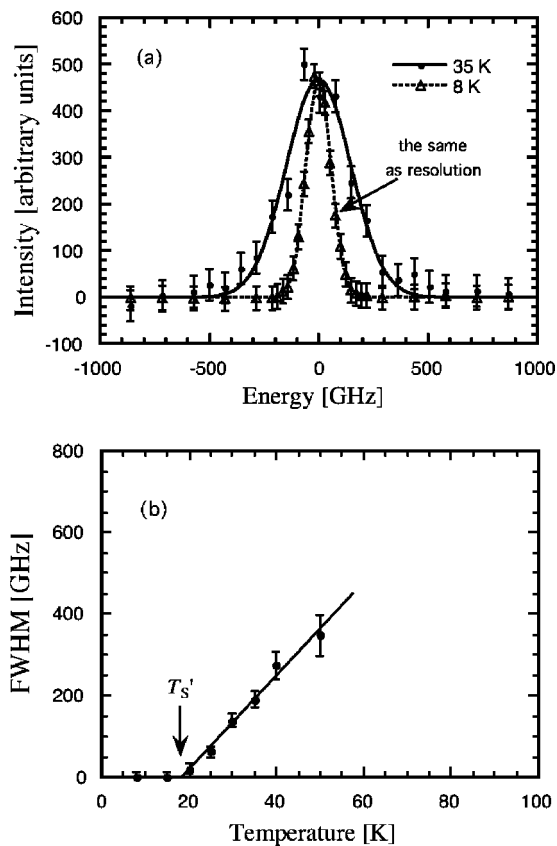 600
(a)
35 K
8 K
500
400
the same
as resolution
300
200
100
0
-100
Intensity [arbitrary units]
-1000
-500
0
500
1000
Energy [GHz]
800
(b)
600
400
200
0
FWHM [GHz]
Tₛ'
0
20
40
60
80
100
Temperature [K]